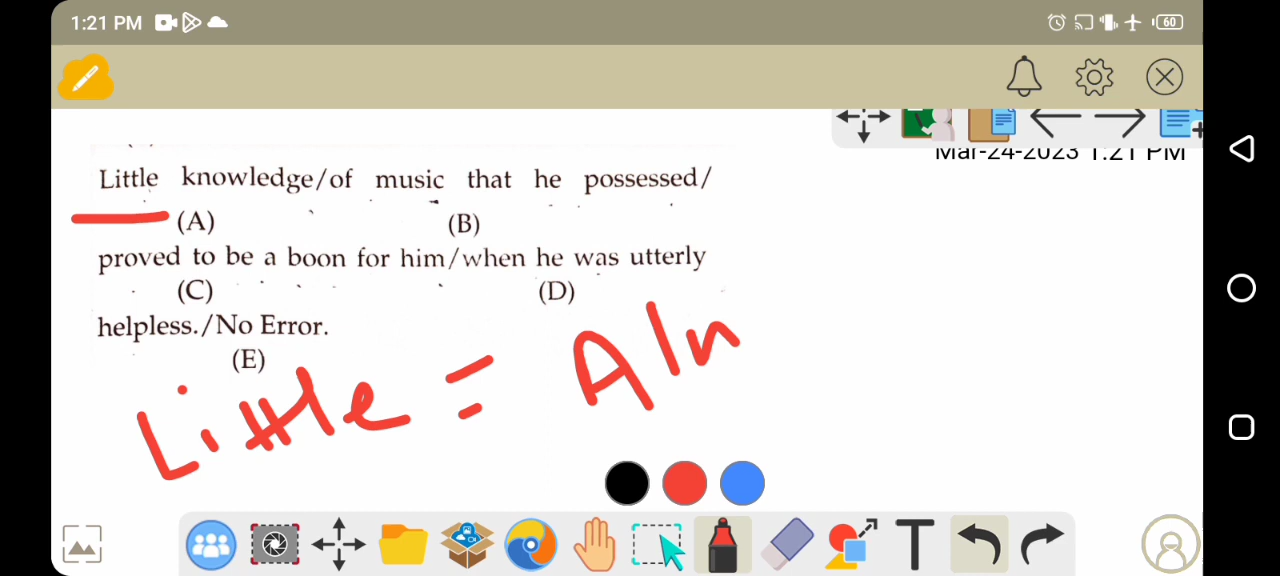 1:21 PM 60
Mar-24-2023 1:21 PM
Little knowledge/of music that he possessed/
(A) (B)
proved to be a boon for him/when he was utterly
(C) (D)
helpless./No Error.
(E)
Little = Aln
T